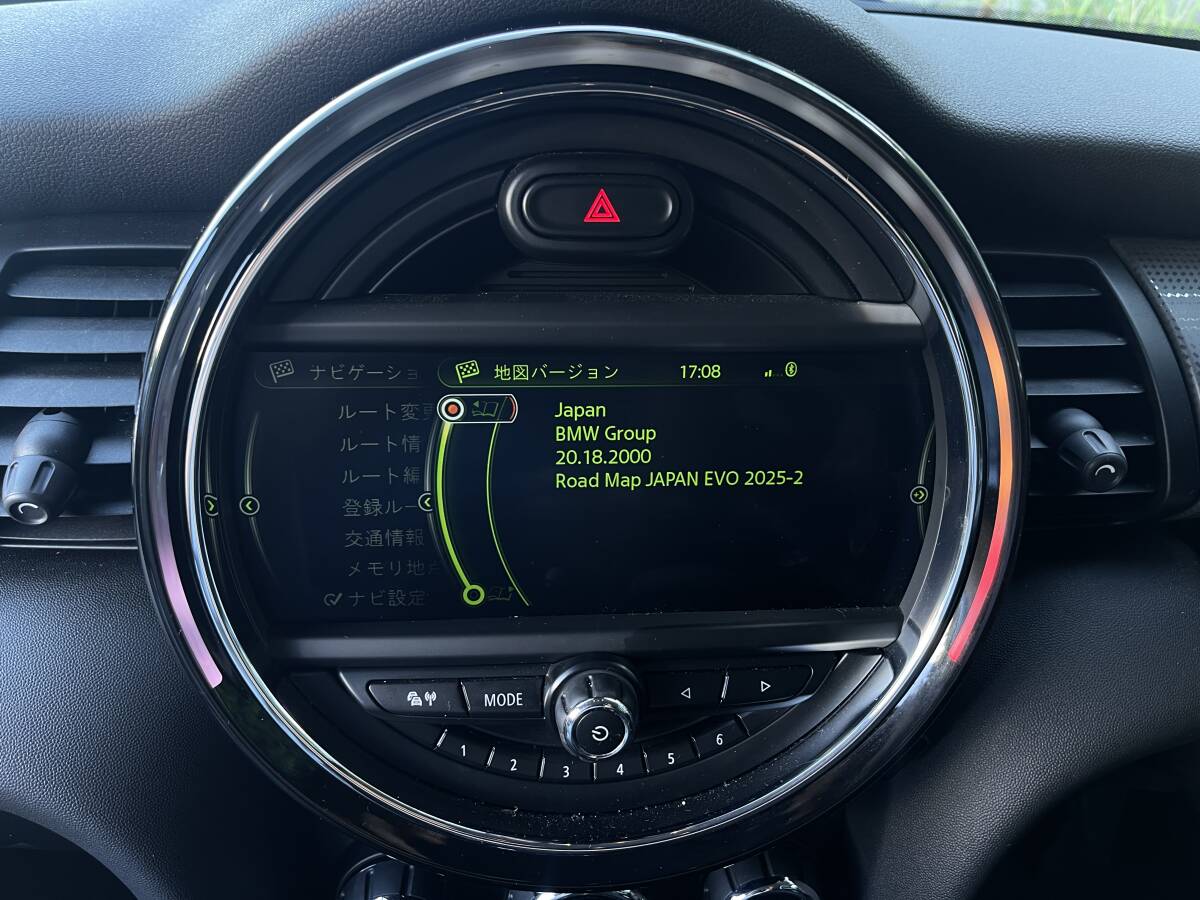 ナビゲーショ
地図バージョン 17:08
ルート変更
ルート情
ルート編
登録ルー
交通情報
メモリ地
ナビ設定
Japan
BMW Group
20.18.2000
Road Map JAPAN EVO 2025-2
MODE
1 2 3 4 5 6